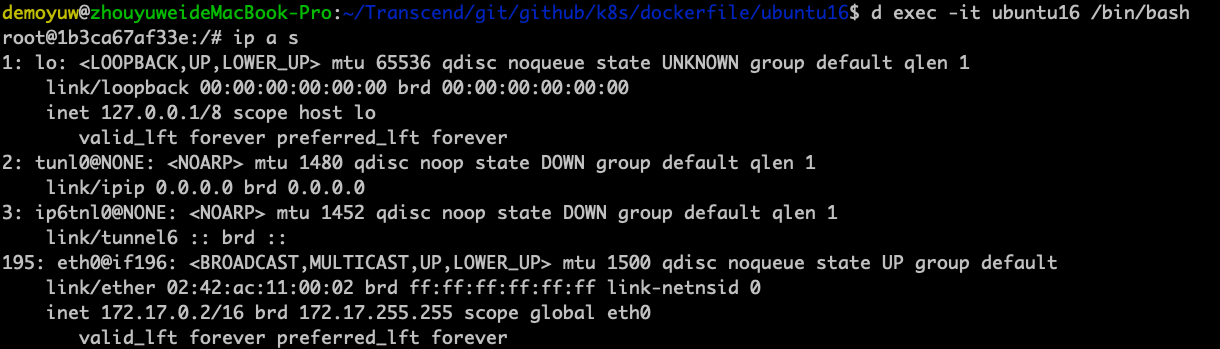 demoyuw@zhouyuweideMacBook-Pro:~/Transcend/git/github/k8s/dockerfile/ubuntu16$ d exec -it ubuntu16 /bin/bash
root@1b3ca67af33e:/# ip a s
1: lo: <LOOPBACK,UP,LOWER_UP> mtu 65536 qdisc noqueue state UNKNOWN group default qlen 1
    link/loopback 00:00:00:00:00:00 brd 00:00:00:00:00:00
    inet 127.0.0.1/8 scope host lo
       valid_lft forever preferred_lft forever
2: tunl0@NONE: <NOARP> mtu 1480 qdisc noop state DOWN group default qlen 1
    link/ipip 0.0.0.0 brd 0.0.0.0
3: ip6tnl0@NONE: <NOARP> mtu 1452 qdisc noop state DOWN group default qlen 1
    link/tunnel6 :: brd ::
195: eth0@if196: <BROADCAST,MULTICAST,UP,LOWER_UP> mtu 1500 qdisc noqueue state UP group default
    link/ether 02:42:ac:11:00:02 brd ff:ff:ff:ff:ff:ff link-netnsid 0
    inet 172.17.0.2/16 brd 172.17.255.255 scope global eth0
       valid_lft forever preferred_lft forever